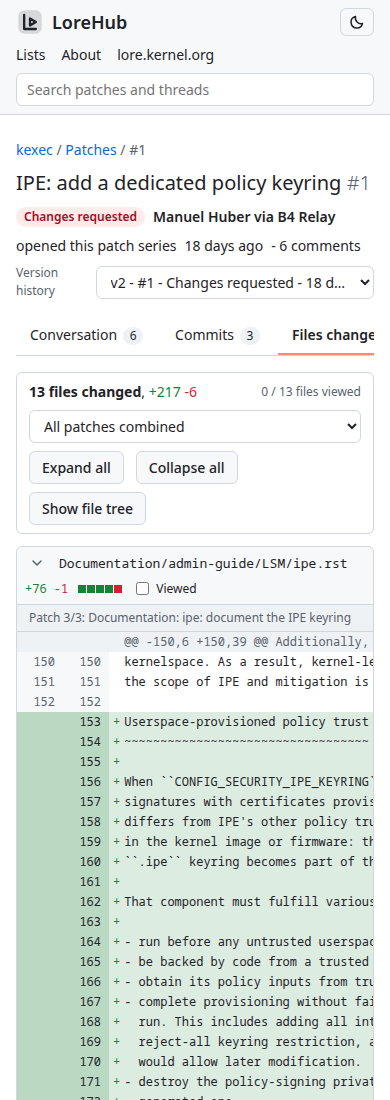 LoreHub
Lists About lore.kernel.org
Search patches and threads
kexec / Patches / #1
IPE: add a dedicated policy keyring #1
Changes requested Manuel Huber via B4 Relay
opened this patch series 18 days ago - 6 comments
Version history
v2 - #1 - Changes requested - 18 d...
Conversation 6 Commits 3 Files change
13 files changed, +217 -6 0 / 13 files viewed
All patches combined
Expand all Collapse all
Show file tree
Documentation/admin-guide/LSM/ipe.rst
+76 -1 Viewed
Patch 3/3: Documentation: ipe: document the IPE keyring
@@ -150,6 +150,39 @@ Additionally,
150 150 kernelspace. As a result, kernel-le
151 151 the scope of IPE and mitigation is
152 152
153 + Userspace-provisioned policy trust
154 + ~~~~~~~~~~~~~~~~~~~~~~~~~~~~~~~~~~
155 +
156 + When ``CONFIG_SECURITY_IPE_KEYRING`
157 + signatures with certificates provis
158 + differs from IPE's other policy tru
159 + in the kernel image or firmware: th
160 + ``.ipe`` keyring becomes part of th
161 +
162 + That component must fulfill various
163 +
164 + - run before any untrusted userspac
165 + - be backed by code from a trusted
166 + - obtain its policy inputs from tru
167 + - complete provisioning without fai
168 + run. This includes adding all int
169 + reject-all keyring restriction, a
170 + would allow later modification.
171 + - destroy the policy-signing privat